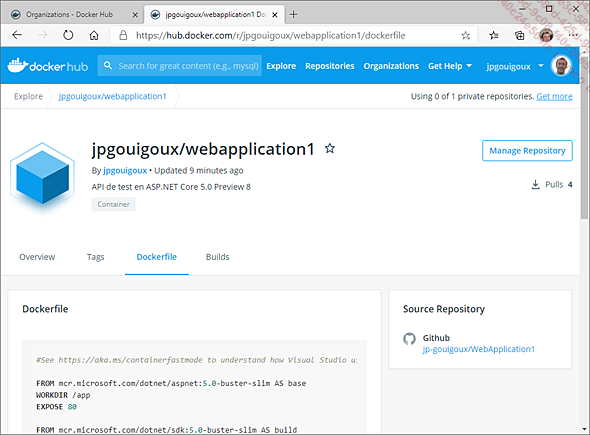 Organizations - Docker Hub
jpgouigoux/webapplication1 Do
https://hub.docker.com/r/jpgouigoux/webapplication1/dockerfile
dockerhub
Search for great content (e.g., mysql)
Explore
Repositories
Organizations
Get Help
jpgouigoux
Explore
jpgouigoux/webapplication1
Using 0 of 1 private repositories. Get more
jpgouigoux/webapplication1
By jpgouigoux • Updated 9 minutes ago
API de test en ASP.NET Core 5.0 Preview 8
Container
Manage Repository
Pulls 4
Overview
Tags
Dockerfile
Builds
Dockerfile
#See https://aka.ms/containerfastmode to understand how Visual Studio us
FROM mcr.microsoft.com/dotnet/aspnet:5.0-buster-slim AS base
WORKDIR /app
EXPOSE 80
FROM mcr.microsoft.com/dotnet/sdk:5.0-buster-slim AS build
Source Repository
Github
jp-gouigoux/WebApplication1